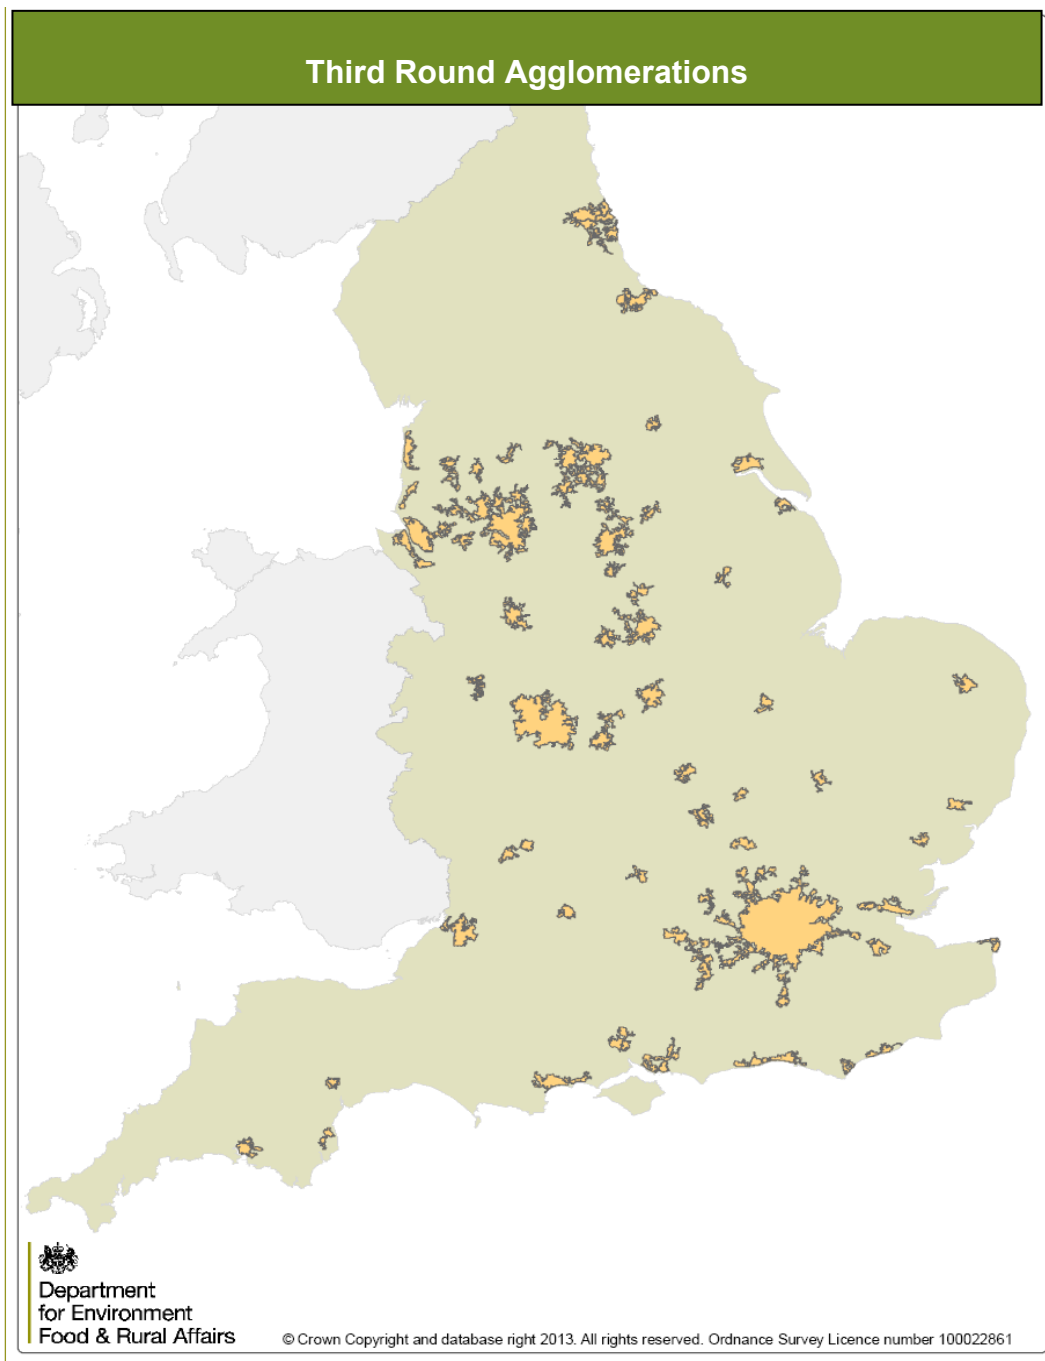 Third Round Agglomerations
Department
for Environment
Food & Rural Affairs
© Crown Copyright and database right 2013. All rights reserved. Ordnance Survey Licence number 100022861